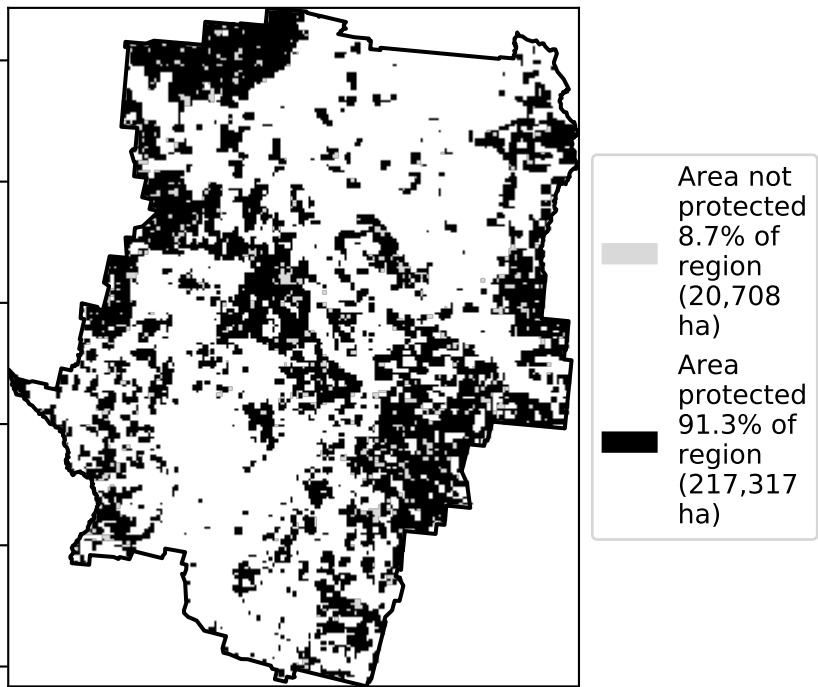 Area not
protected
8.7% of
region
(20,708
ha)
Area
protected
91.3% of
region
(217,317
ha)